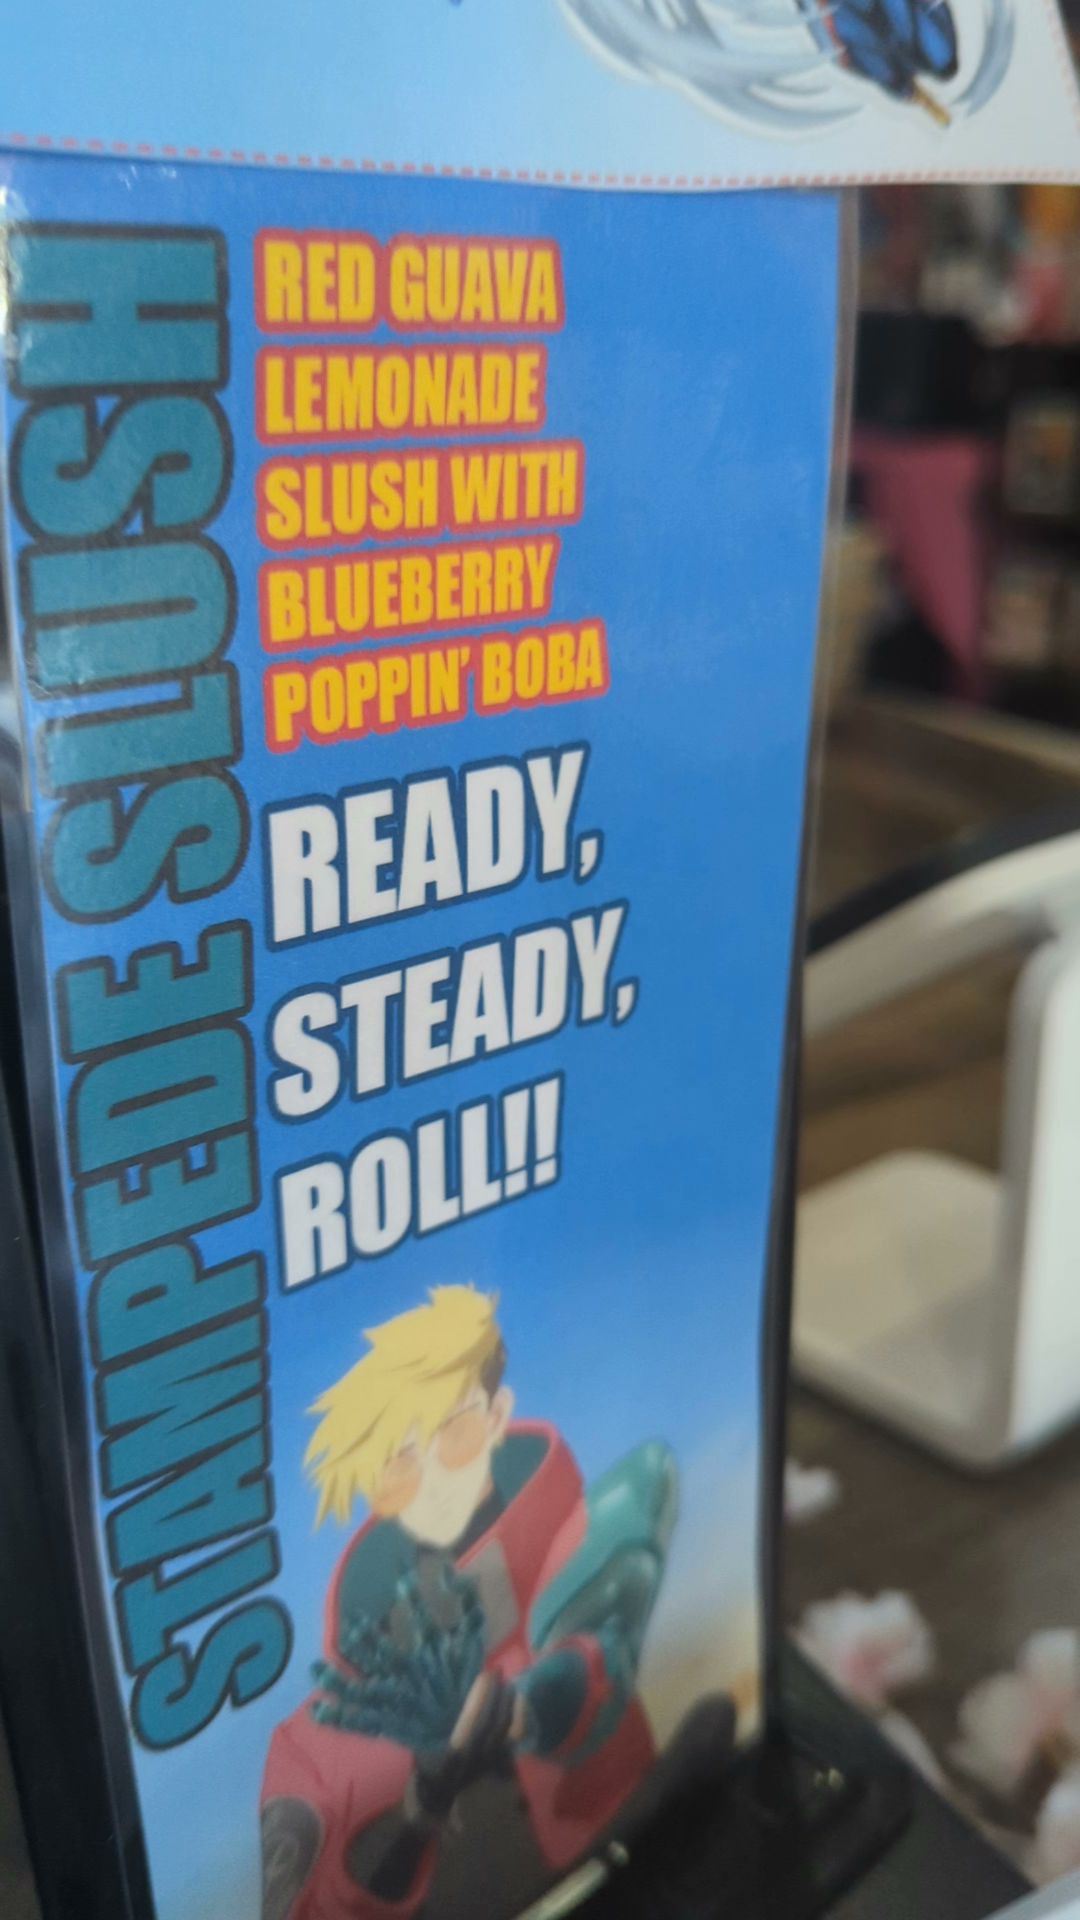 STAMPEDE SLUSH
RED GUAVA
LEMONADE
SLUSH WITH
BLUEBERRY
POPPIN' BOBA
READY,
STEADY,
ROLL!!